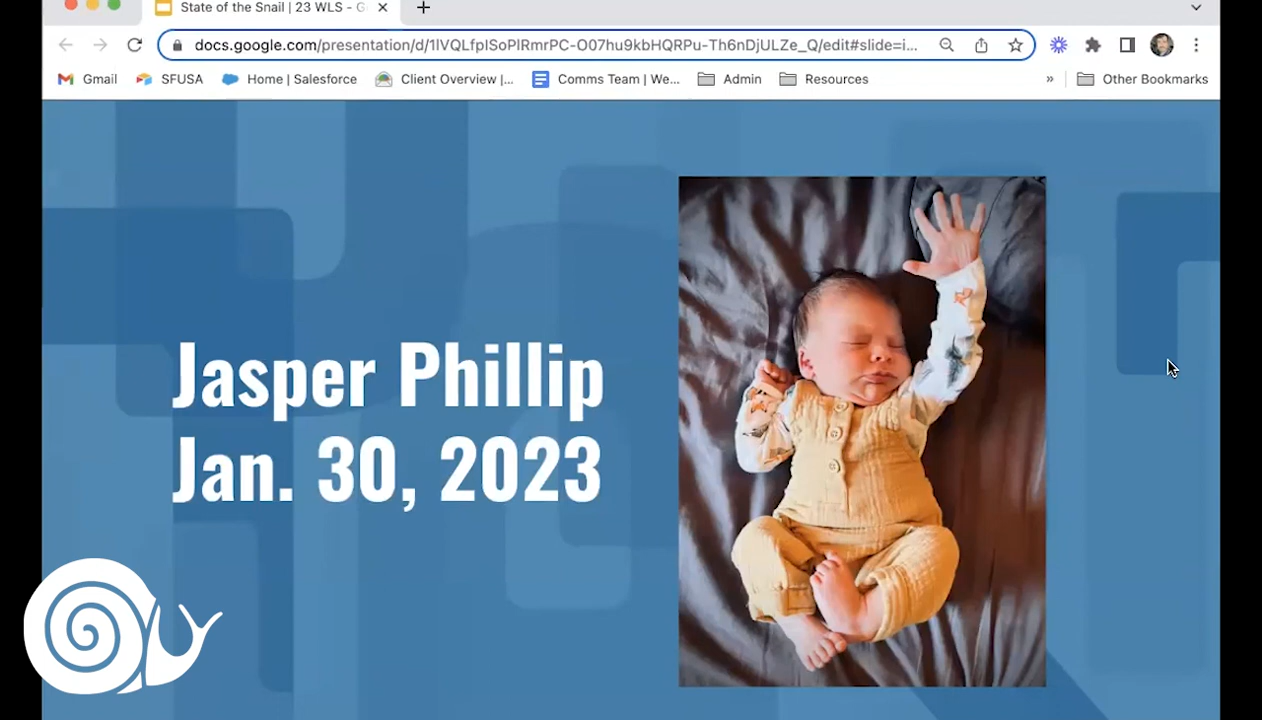 State of the Snail | 23 WLS - G
docs.google.com/presentation/d/1lVQLfpISoPlRmrPC-O07hu9kbHQRPu-Th6nDjULZe_Q/edit#slide=i...
Gmail
SFUSA
Home | Salesforce
Client Overview |...
Comms Team | We...
Admin
Resources
»
Other Bookmarks
Jasper Phillip
Jan. 30, 2023